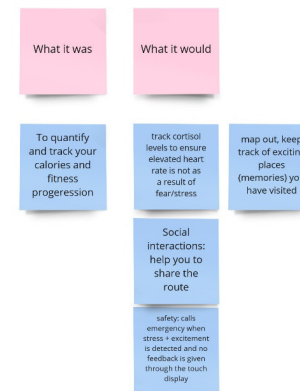 What it was
What it would
To quantify
and track your
calories and
fitness
progeression
track cortisol
levels to ensure
elevated heart
rate is not as
a result of
fear/stress
map out, keep
track of excitin
places
(memories) yo
have visited
Social
interactions:
help you to
share the
route
safety: calls
emergency when
stress + excitement
is detected and no
feedback is given
through the touch
display